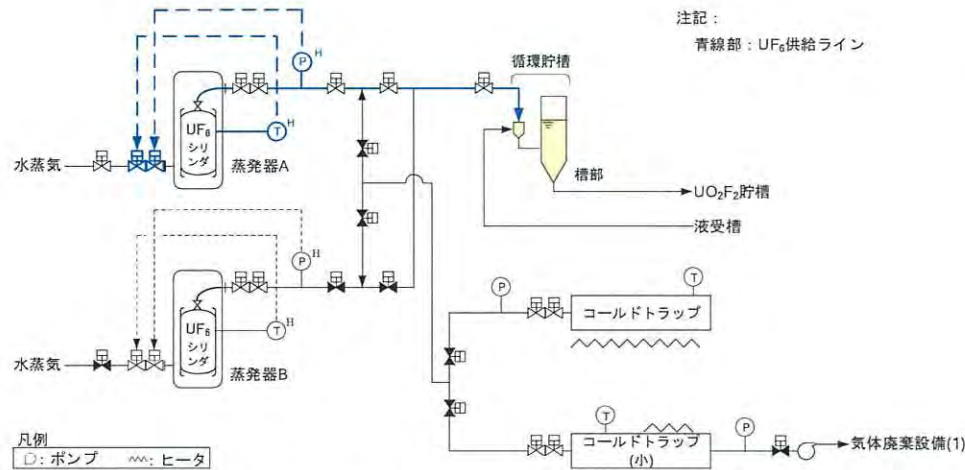 注記：
青線部：UF₆供給ライン
P H
循環貯槽
UF₆
シリンダ
T H
水蒸気
蒸発器A
槽部
UO₂F₂貯槽
液受槽
P H
UF₆
シリンダ
T H
水蒸気
蒸発器B
P
T
コールドトラップ
T
P
コールドトラップ
(小)
気体廃棄設備(1)
凡例
：ポンプ
：ヒータ